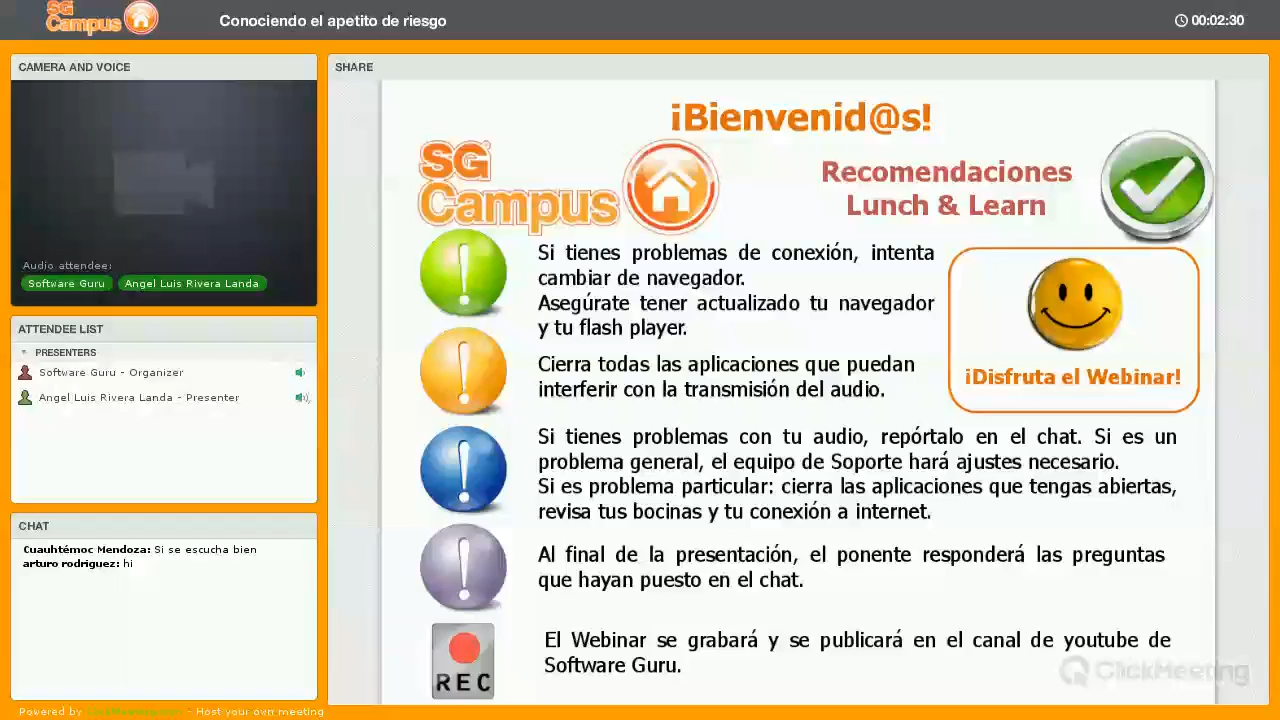 SG
Campus
Conociendo el apetito de riesgo
00:02:30
CAMERA AND VOICE
Audio attendee:
Software Guru
Angel Luis Rivera Landa
ATTENDEE LIST
PRESENTERS
Software Guru - Organizer
Angel Luis Rivera Landa - Presenter
CHAT
Cuauhtémoc Mendoza: Si se escucha bien
arturo rodriguez: hi
Powered by ClickMeeting.com - Host your own meeting
SHARE
¡Bienvenid@s!
SG
Campus
Recomendaciones
Lunch & Learn
Si tienes problemas de conexión, intenta
cambiar de navegador.
Asegúrate tener actualizado tu navegador
y tu flash player.
¡Disfruta el Webinar!
Cierra todas las aplicaciones que puedan
interferir con la transmisión del audio.
Si tienes problemas con tu audio, repórtalo en el chat. Si es un
problema general, el equipo de Soporte hará ajustes necesario.
Si es problema particular: cierra las aplicaciones que tengas abiertas,
revisa tus bocinas y tu conexión a internet.
Al final de la presentación, el ponente responderá las preguntas
que hayan puesto en el chat.
REC
El Webinar se grabará y se publicará en el canal de youtube de
Software Guru.
ClickMeeting